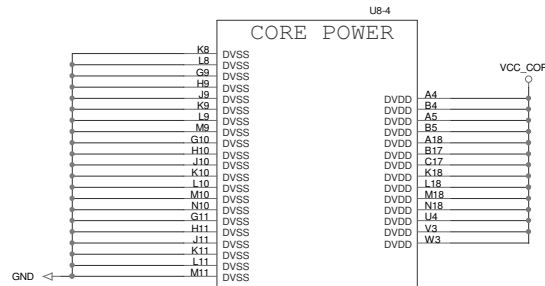 U8-4
CORE POWER
VCC_COR
K8 DVSS
L8 DVSS
G9 DVSS
H9 DVSS
J9 DVSS DVDD A4
K9 DVSS DVDD B4
L9 DVSS DVDD A5
M9 DVSS DVDD B5
G10 DVSS DVDD A18
H10 DVSS DVDD B17
J10 DVSS DVDD C17
K10 DVSS DVDD K18
L10 DVSS DVDD L18
M10 DVSS DVDD M18
N10 DVSS DVDD N18
G11 DVSS DVDD U4
H11 DVSS DVDD V3
J11 DVSS DVDD W3
K11 DVSS
L11 DVSS
GND M11 DVSS